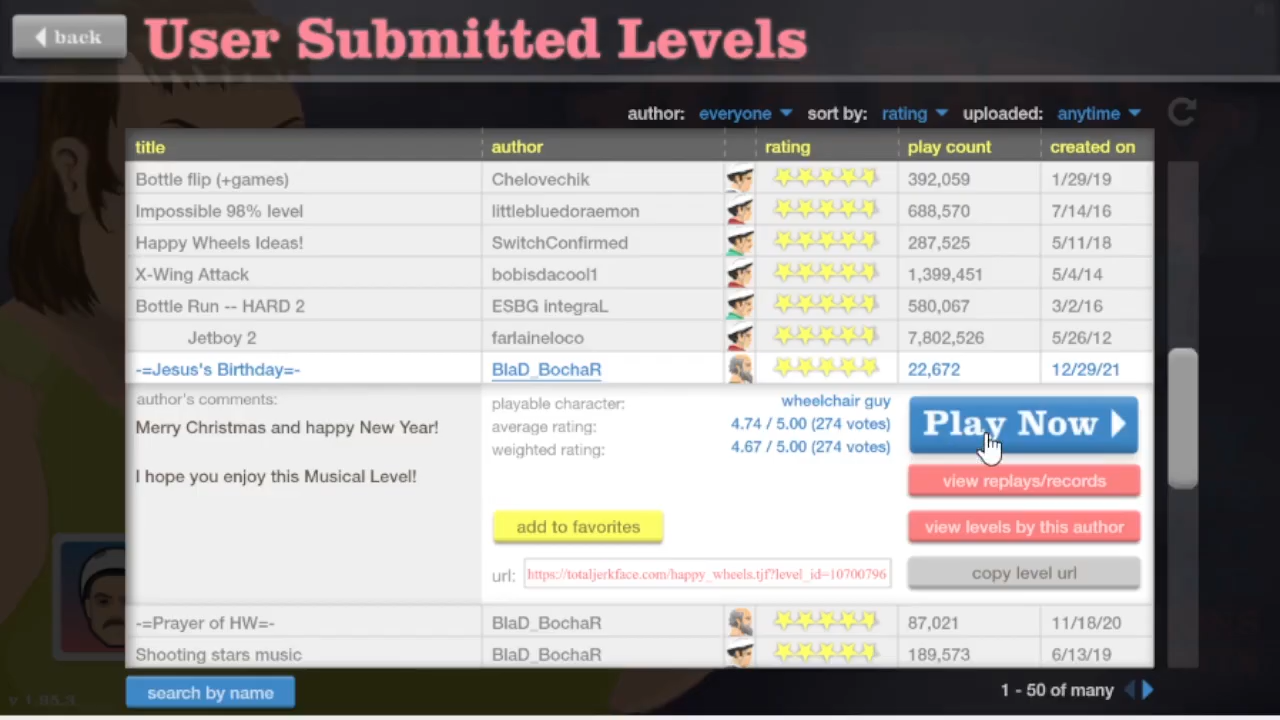 back
User Submitted Levels
author: everyone sort by: rating uploaded: anytime
title author rating play count created on
Bottle flip (+games) Chelovechik 392,059 1/29/19
Impossible 98% level littlebluedoraemon 688,570 7/14/16
Happy Wheels Ideas! SwitchConfirmed 287,525 5/11/18
X-Wing Attack bobisdacool1 1,399,451 5/4/14
Bottle Run -- HARD 2 ESBG integraL 580,067 3/2/16
Jetboy 2 farlaineloco 7,802,526 5/26/12
-=Jesus's Birthday=- BlaD_BochaR 22,672 12/29/21
author's comments:
Merry Christmas and happy New Year!
I hope you enjoy this Musical Level!
playable character: wheelchair guy
average rating: 4.74 / 5.00 (274 votes)
weighted rating: 4.67 / 5.00 (274 votes)
add to favorites
url: https://totaljerkface.com/happy_wheels.tjf?level_id=10700796
Play Now
view replays/records
view levels by this author
copy level url
-=Prayer of HW=- BlaD_BochaR 87,021 11/18/20
Shooting stars music BlaD_BochaR 189,573 6/13/19
search by name
1 - 50 of many